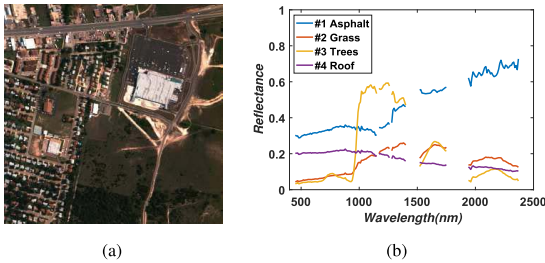 1
0.8
0.6
0.4
0.2
0
#1 Asphalt
#2 Grass
#3 Trees
#4 Roof
Reflectance
500 1000 1500 2000 2500
Wavelength(nm)
(a) (b)